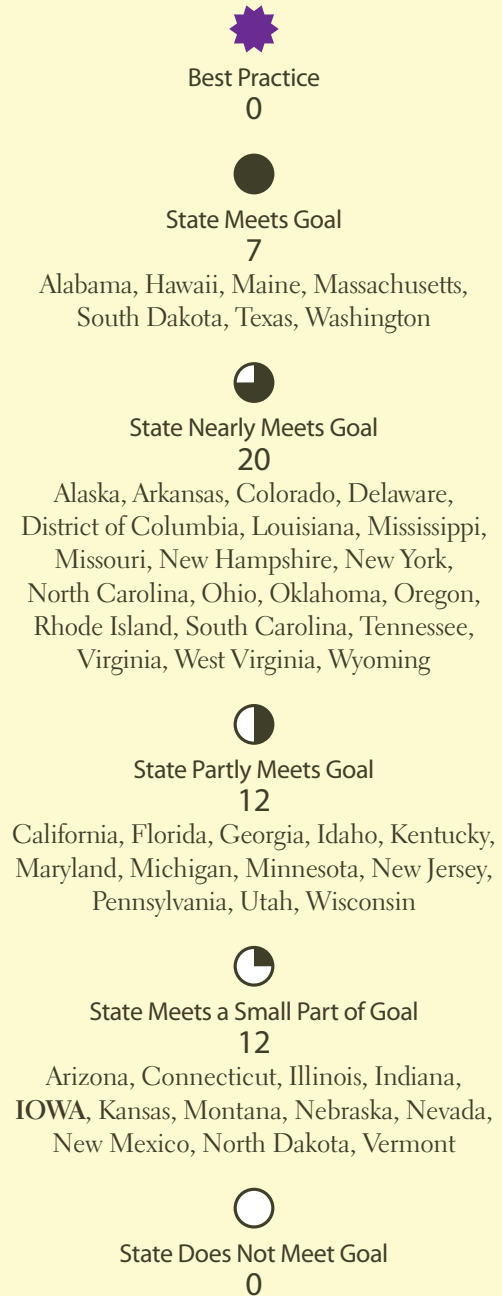 Best Practice
0
State Meets Goal
7
Alabama, Hawaii, Maine, Massachusetts,
South Dakota, Texas, Washington
State Nearly Meets Goal
20
Alaska, Arkansas, Colorado, Delaware,
District of Columbia, Louisiana, Mississippi,
Missouri, New Hampshire, New York,
North Carolina, Ohio, Oklahoma, Oregon,
Rhode Island, South Carolina, Tennessee,
Virginia, West Virginia, Wyoming
State Partly Meets Goal
12
California, Florida, Georgia, Idaho, Kentucky,
Maryland, Michigan, Minnesota, New Jersey,
Pennsylvania, Utah, Wisconsin
State Meets a Small Part of Goal
12
Arizona, Connecticut, Illinois, Indiana,
IOWA, Kansas, Montana, Nebraska, Nevada,
New Mexico, North Dakota, Vermont
State Does Not Meet Goal
0